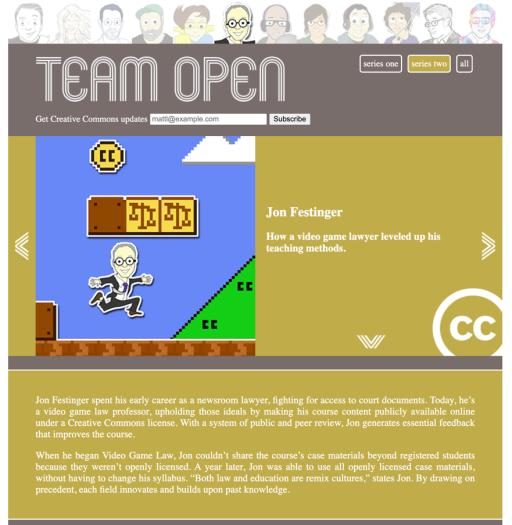 TEAM OPEN
series one
series two
all
Get Creative Commons updates mattl@example.com Subscribe
CC
Jon Festinger
How a video game lawyer leveled up his
teaching methods.
CC
CC
CC
Jon Festinger spent his early career as a newsroom lawyer, fighting for access to court documents. Today, he's
a video game law professor, upholding those ideals by making his course content publicly available online
under a Creative Commons license. With a system of public and peer review, Jon generates essential feedback
that improves the course.
When he began Video Game Law, Jon couldn't share the course's case materials beyond registered students
because they weren't openly licensed. A year later, Jon was able to use all openly licensed case materials,
without having to change his syllabus. “Both law and education are remix cultures,” states Jon. By drawing on
precedent, each field innovates and builds upon past knowledge.